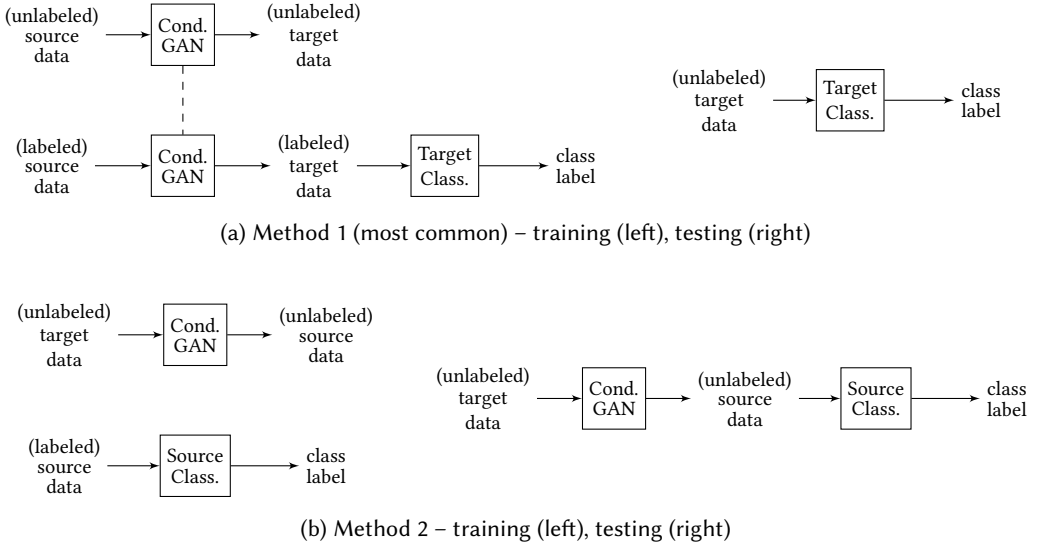 (unlabeled)
source
data
Cond.
GAN
(unlabeled)
target
data
(labeled)
source
data
Cond.
GAN
(labeled)
target
data
Target
Class.
class
label
(unlabeled)
target
data
Target
Class.
class
label
(a) Method 1 (most common) – training (left), testing (right)
(unlabeled)
target
data
Cond.
GAN
(unlabeled)
source
data
(labeled)
source
data
Source
Class.
class
label
(unlabeled)
target
data
Cond.
GAN
(unlabeled)
source
data
Source
Class.
class
label
(b) Method 2 – training (left), testing (right)